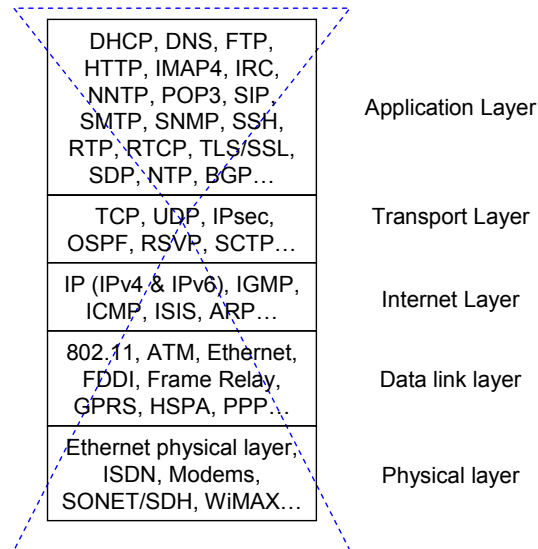 DHCP, DNS, FTP,
HTTP, IMAP4, IRC,
NNTP, POP3, SIP,
SMTP, SNMP, SSH,
RTP, RTCP, TLS/SSL,
SDP, NTP, BGP…
Application Layer
TCP, UDP, IPsec,
OSPF, RSVP, SCTP…
Transport Layer
IP (IPv4 & IPv6), IGMP,
ICMP, ISIS, ARP…
Internet Layer
802.11, ATM, Ethernet,
FDDI, Frame Relay,
GPRS, HSPA, PPP…
Data link layer
Ethernet physical layer,
ISDN, Modems,
SONET/SDH, WiMAX…
Physical layer